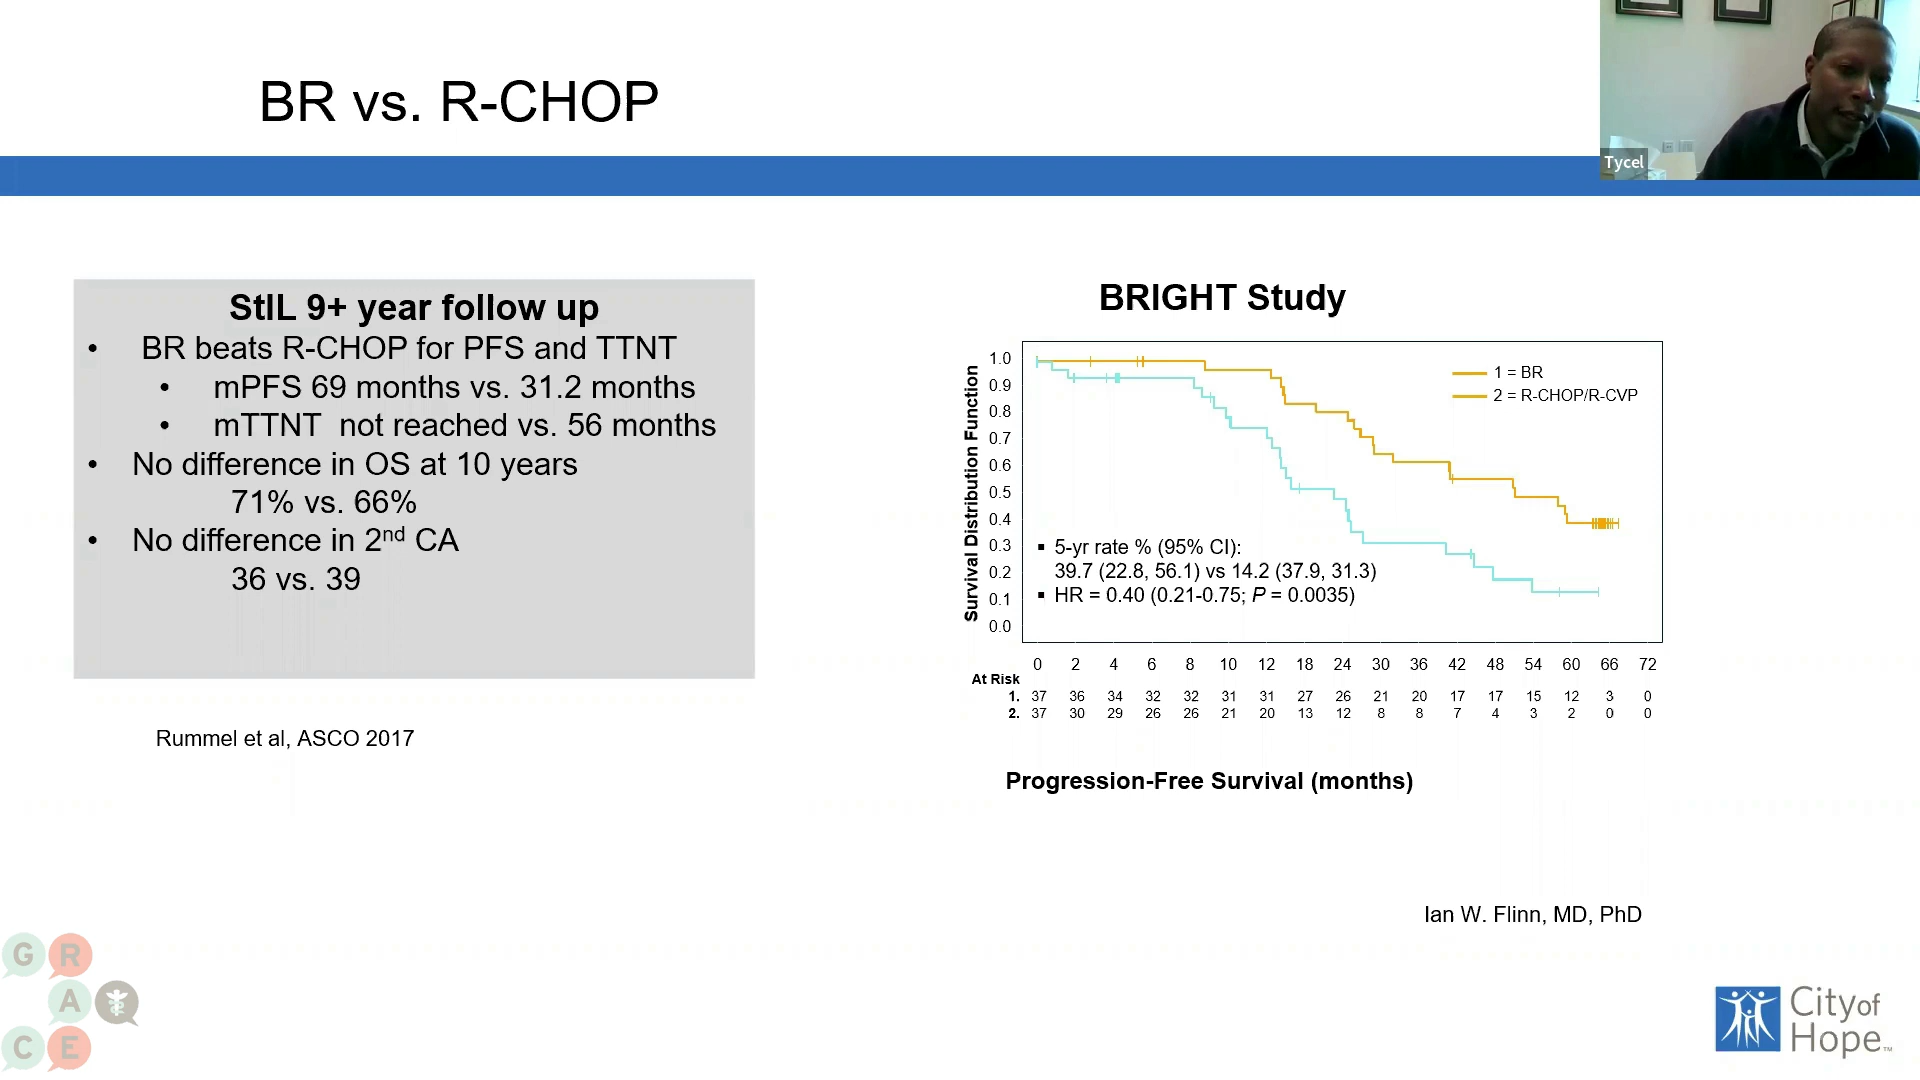 BR vs. R-CHOP
Tycel
StIL 9+ year follow up
• BR beats R-CHOP for PFS and TTNT
• mPFS 69 months vs. 31.2 months
• mTTNT not reached vs. 56 months
• No difference in OS at 10 years
71% vs. 66%
• No difference in 2nd CA
36 vs. 39
Rummel et al, ASCO 2017
BRIGHT Study
Survival Distribution Function
1.0
0.9
0.8
0.7
0.6
0.5
0.4
0.3
0.2
0.1
0.0
1 = BR
2 = R-CHOP/R-CVP
▪ 5-yr rate % (95% CI):
39.7 (22.8, 56.1) vs 14.2 (37.9, 31.3)
▪ HR = 0.40 (0.21-0.75; P = 0.0035)
0 2 4 6 8 10 12 18 24 30 36 42 48 54 60 66 72
At Risk
1. 37 36 34 32 32 31 31 27 26 21 20 17 17 15 12 3 0
2. 37 30 29 26 26 21 20 13 12 8 8 7 4 3 2 0 0
Progression-Free Survival (months)
Ian W. Flinn, MD, PhD
G R
A
C E
City of
Hope™